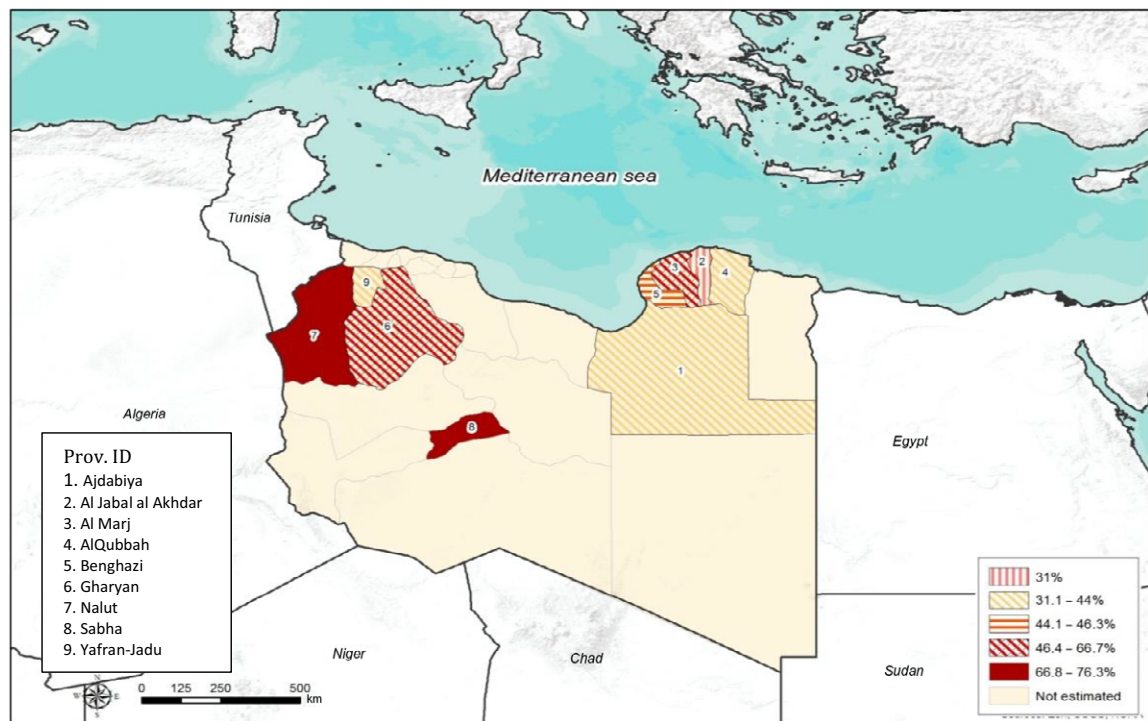 Mediterranean sea
Tunisia
2
3
4
9
5
6
7
1
8
Algeria
Egypt
Prov. ID
1. Ajdabiya
2. Al Jabal al Akhdar
3. Al Marj
4. AlQubbah
5. Benghazi
6. Gharyan
7. Nalut
8. Sabha
9. Yafran-Jadu
31%
31.1 – 44%
44.1 – 46.3%
46.4 – 66.7%
66.8 – 76.3%
Not estimated
Niger
Chad
Sudan
N
W E
S
0 125 250 500
km